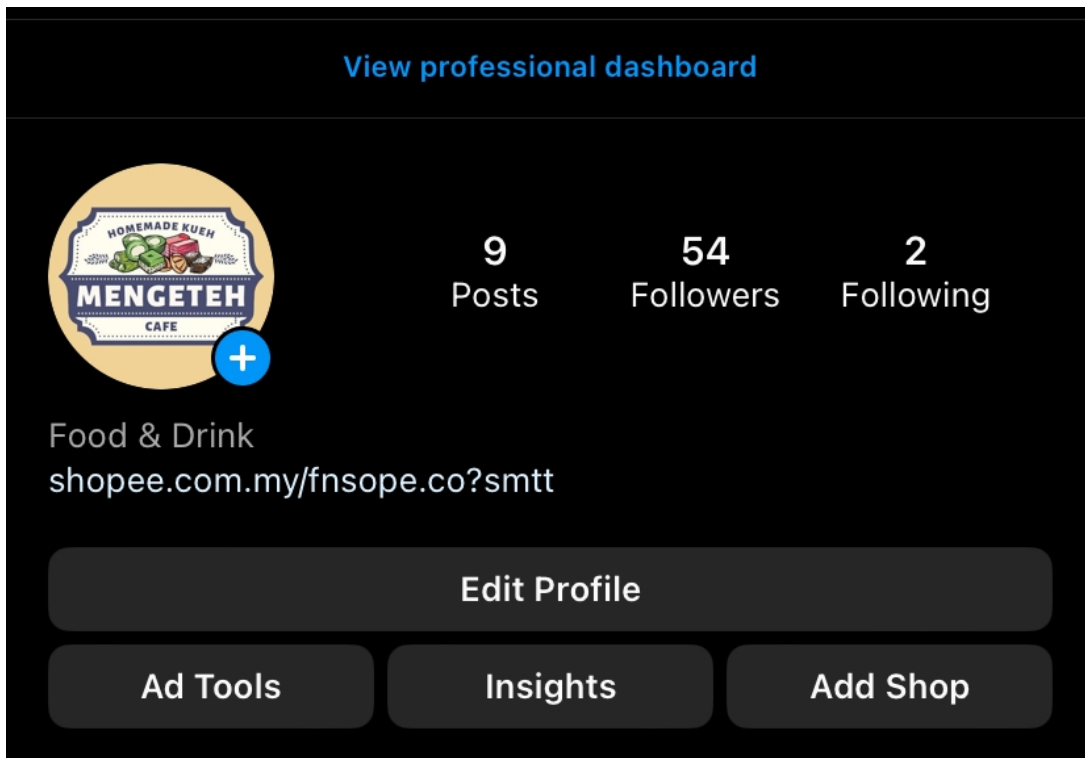 View professional dashboard
HOMEMADE KUEH
MENGETEH
CAFE
9
Posts
54
Followers
2
Following
Food & Drink
shopee.com.my/fnsope.co?smtt
Edit Profile
Ad Tools
Insights
Add Shop